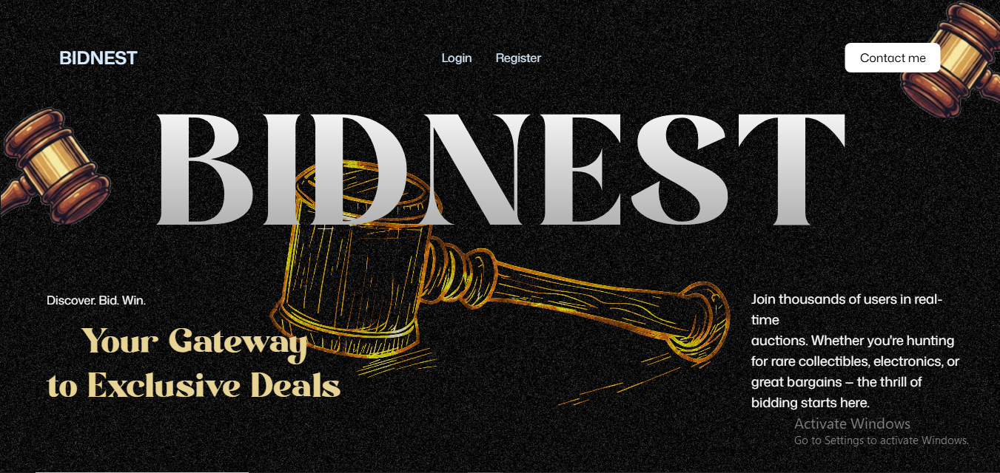 BIDNEST
Login
Register
Contact me
BIDNEST
Discover. Bid. Win.
Your Gateway
to Exclusive Deals
Join thousands of users in real-
time
auctions. Whether you're hunting
for rare collectibles, electronics, or
great bargains – the thrill of
bidding starts here.
Activate Windows
Go to Settings to activate Windows.